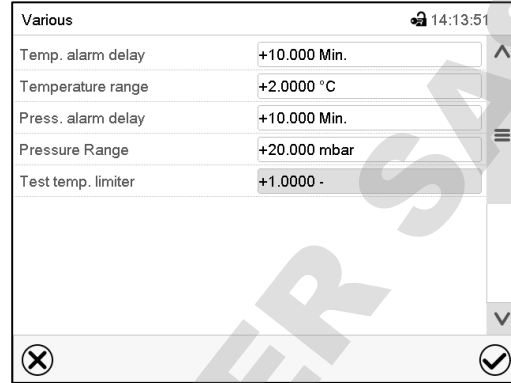 Various 14:13:51
Temp. alarm delay +10.000 Min.
Temperature range +2.0000 °C
Press. alarm delay +10.000 Min.
Pressure Range +20.000 mbar
Test temp. limiter +1.0000 -